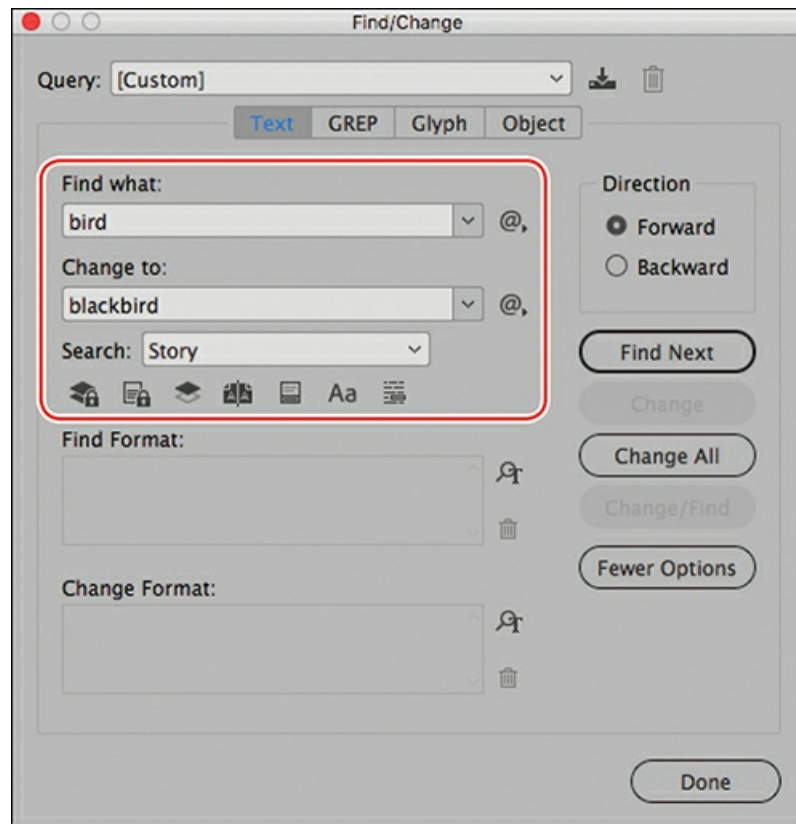 Find/Change
Query: [Custom]
Text GREP Glyph Object
Find what:
bird
@
Change to:
blackbird
@
Search: Story
Aa
Find Format:
Change Format:
Direction
Forward
Backward
Find Next
Change
Change All
Change/Find
Fewer Options
Done